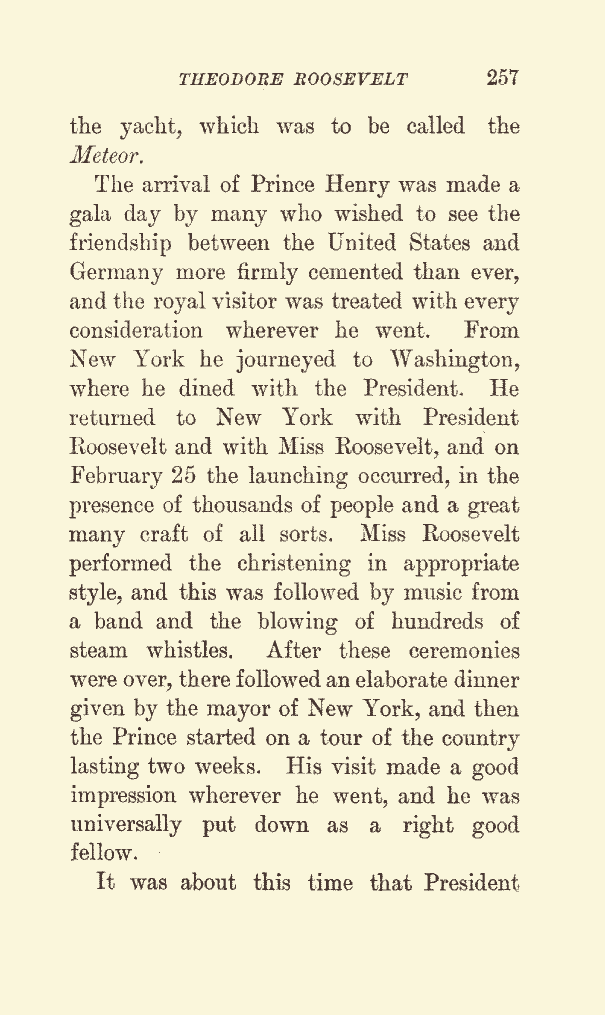 THEODORE ROOSEVELT 257
the yacht, which was to be called the
Meteor.
The arrival of Prince Henry was made a
gala day by many who wished to see the
friendship between the United States and
Germany more firmly cemented than ever,
and the royal visitor was treated with every
consideration wherever he went. From
New York he journeyed to Washington,
where he dined with the President. He
returned to New York with President
Roosevelt and with Miss Roosevelt, and on
February 25 the launching occurred, in the
presence of thousands of people and a great
many craft of all sorts. Miss Roosevelt
performed the christening in appropriate
style, and this was followed by music from
a band and the blowing of hundreds of
steam whistles. After these ceremonies
were over, there followed an elaborate dinner
given by the mayor of New York, and then
the Prince started on a tour of the country
lasting two weeks. His visit made a good
impression wherever he went, and he was
universally put down as a right good
fellow.
It was about this time that President